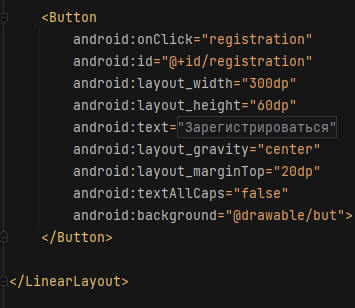 <Button
android:onClick="registration"
android:id="@+id/registration"
android:layout_width="300dp"
android:layout_height="60dp"
android:text="Зарегистрироваться"
android:layout_gravity="center"
android:layout_marginTop="20dp"
android:textAllCaps="false"
android:background="@drawable/but">
</Button>
</LinearLayout>